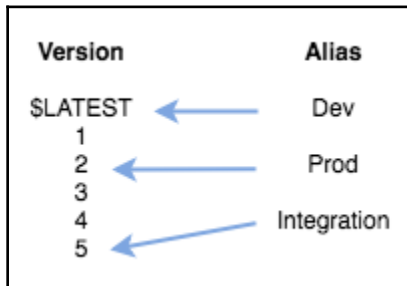 Version Alias
$LATEST Dev
1
2 Prod
3
4 Integration
5